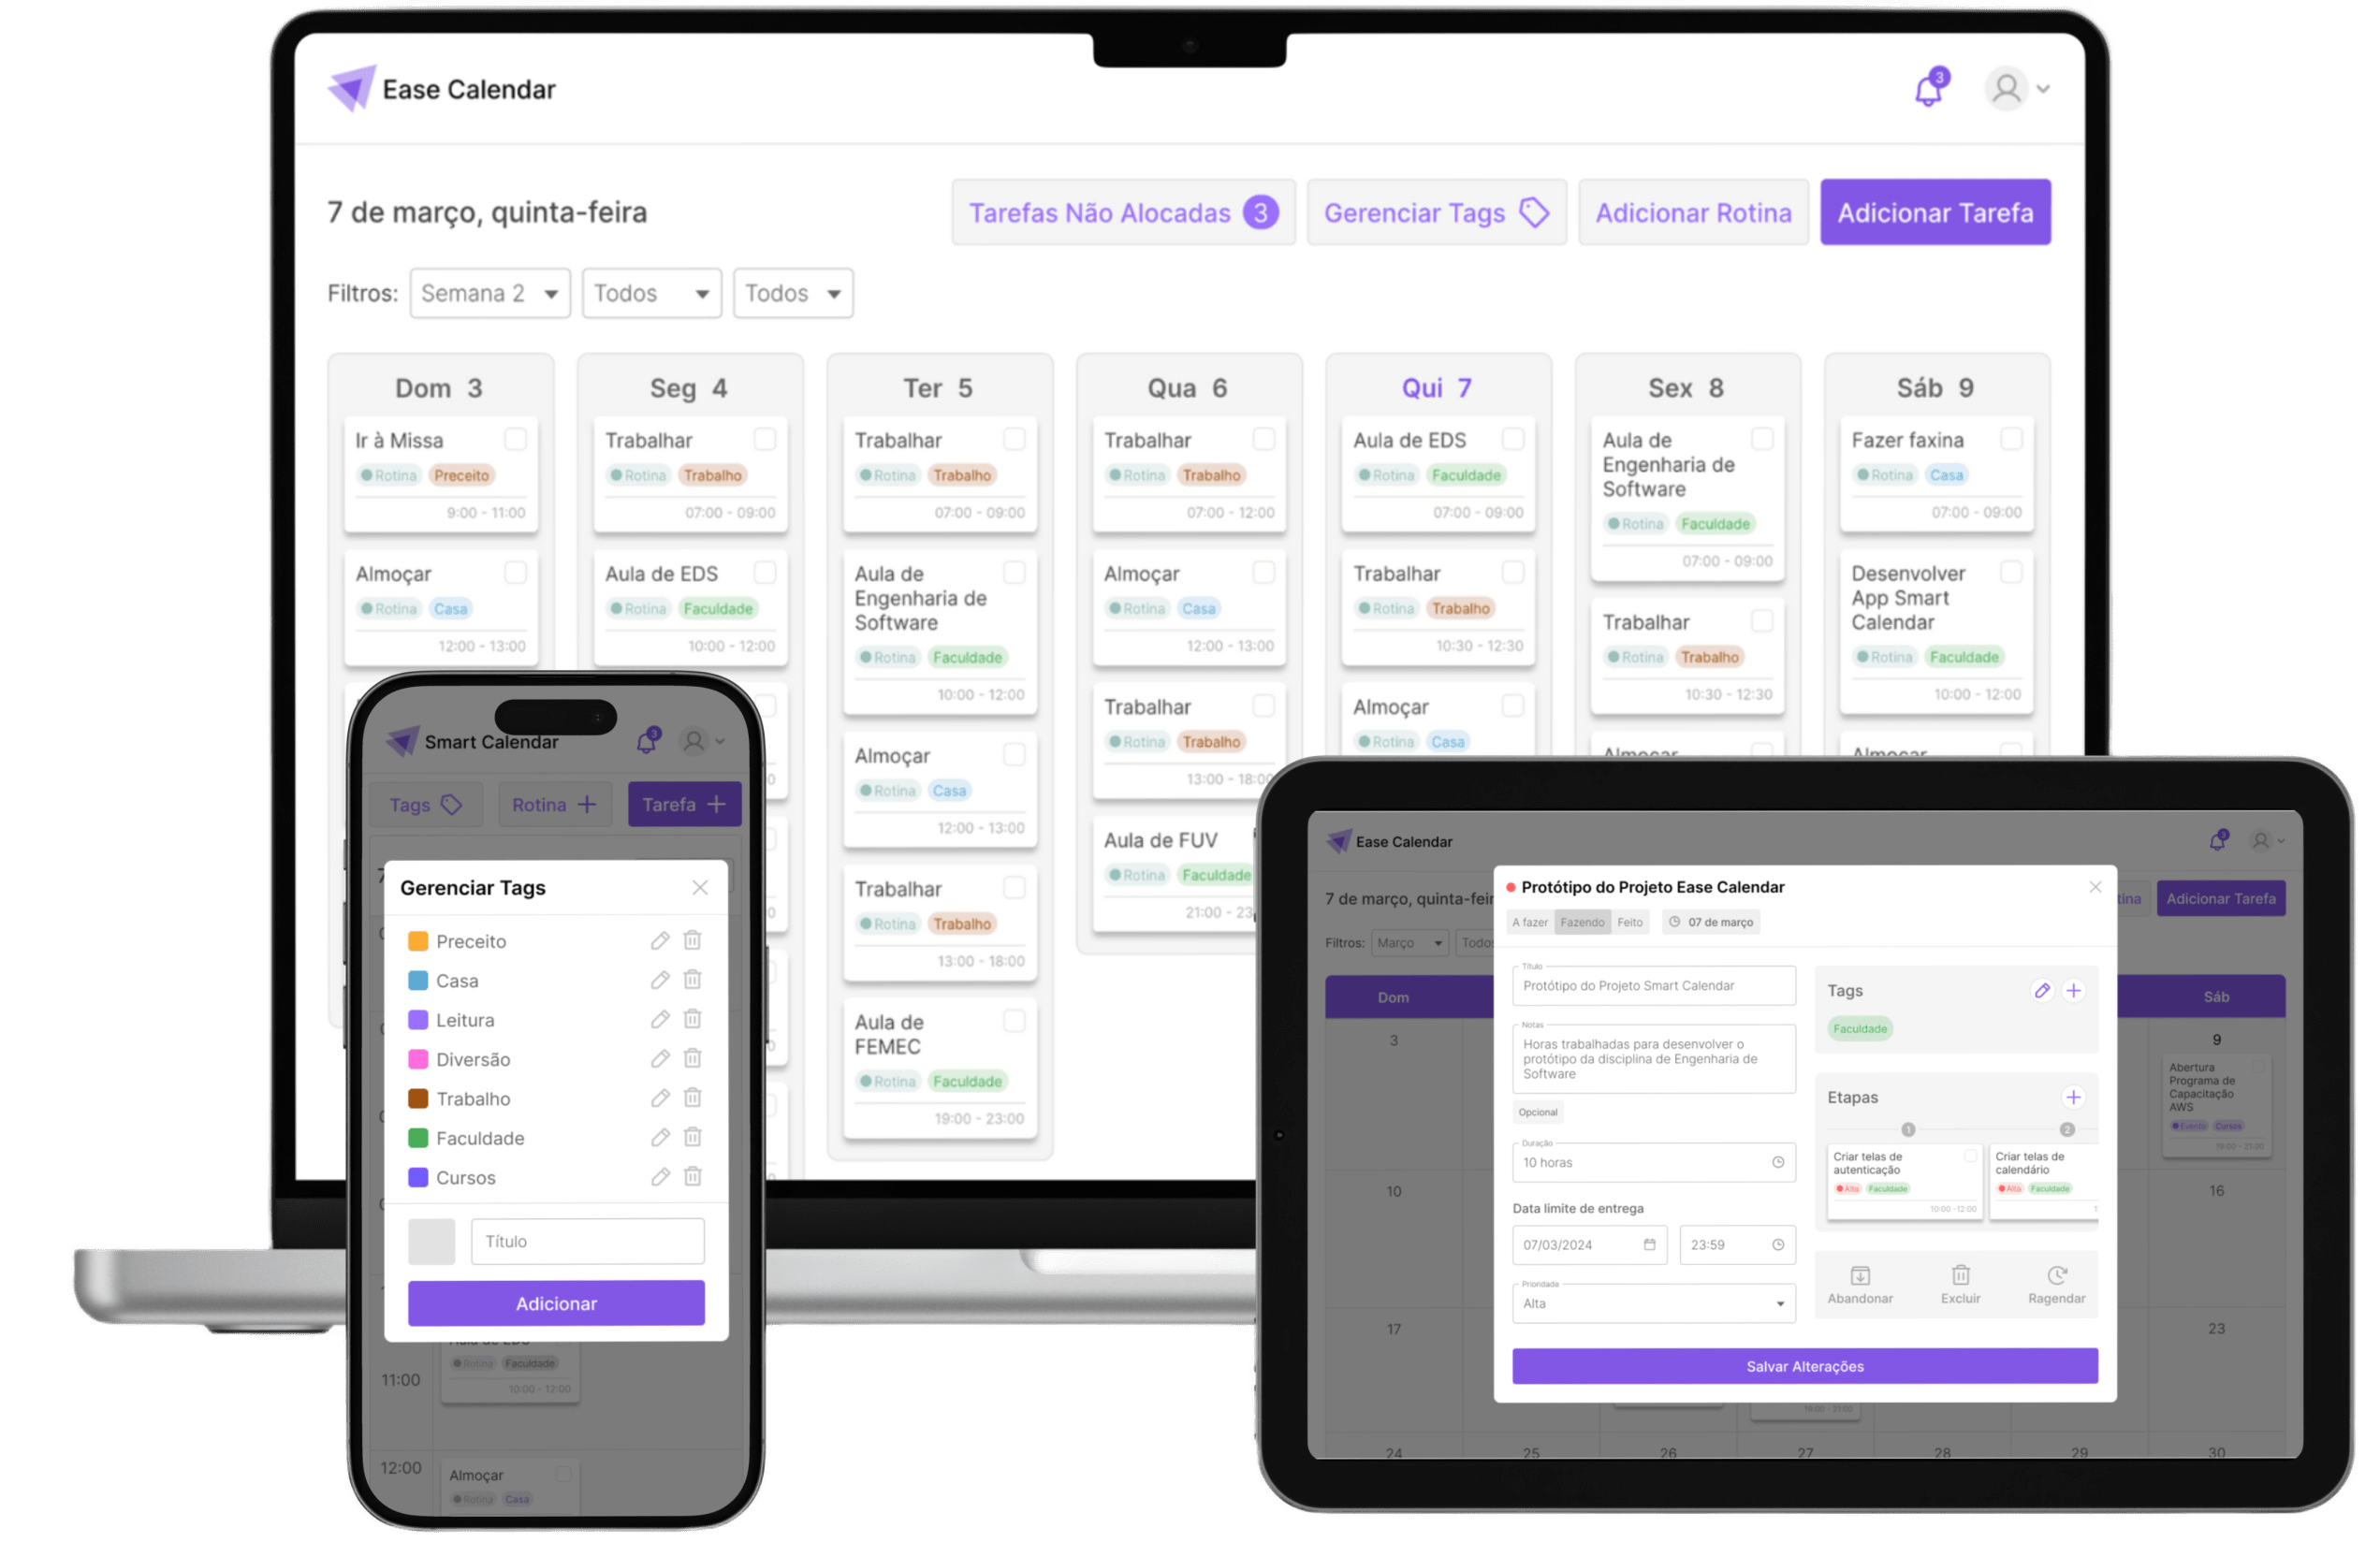 Ease Calendar
3
7 de março, quinta-feira
Tarefas Não Alocadas 3
Gerenciar Tags
Adicionar Rotina
Adicionar Tarefa
Filtros: Semana 2 Todos Todos
Dom 3
Ir à Missa
Rotina Preceito
9:00 - 11:00
Almoçar
Rotina Casa
12:00 - 13:00
Seg 4
Trabalhar
Rotina Trabalho
07:00 - 09:00
Aula de EDS
Rotina Faculdade
10:00 - 12:00
Ter 5
Trabalhar
Rotina Trabalho
07:00 - 09:00
Aula de
Engenharia de
Software
Rotina Faculdade
10:00 - 12:00
Almoçar
Rotina Casa
12:00 - 13:00
Trabalhar
Rotina Trabalho
13:00 - 18:00
Aula de
FEMEC
Rotina Faculdade
19:00 - 23:00
Qua 6
Trabalhar
Rotina Trabalho
07:00 - 12:00
Almoçar
Rotina Casa
12:00 - 13:00
Trabalhar
Rotina Trabalho
13:00 - 18:00
Aula de FUV
Rotina Faculdade
21:00 - 23
Qui 7
Aula de EDS
Rotina Faculdade
07:00 - 09:00
Trabalhar
Rotina Trabalho
10:30 - 12:30
Almoçar
Rotina Casa
Sex 8
Aula de
Engenharia de
Software
Rotina Faculdade
07:00 - 09:00
Trabalhar
Rotina Trabalho
10:30 - 12:30
Almoçar
Sáb 9
Fazer faxina
Rotina Casa
07:00 - 09:00
Desenvolver
App Smart
Calendar
Rotina Faculdade
10:00 - 12:00
Almoçar
Smart Calendar
3
Tags
Rotina +
Tarefa +
Gerenciar Tags
Preceito
Casa
Leitura
Diversão
Trabalho
Faculdade
Cursos
Título
Adicionar
Aula de EDS
Rotina Faculdade
10:00 - 12:00
11:00
12:00
Almoçar
Rotina Casa
Ease Calendar
3
7 de março, quinta-feir
tina
Adicionar Tarefa
Filtros: Março Todos
Dom
Sáb
3
9
Abertura
Programa de
Capacitação
AWS
Evento Cursos
19:00 - 21:00
10
16
17
23
19:00 - 21:00
24 25 26 27 28 29 30
Protótipo do Projeto Ease Calendar
A fazer Fazendo Feito 07 de março
Título
Protótipo do Projeto Smart Calendar
Notas
Horas trabalhadas para desenvolver o
protótipo da disciplina de Engenharia de
Software
Opcional
Duração
10 horas
Data limite de entrega
07/03/2024
23:59
Prioridade
Alta
Tags
Faculdade
Etapas
1 2
Criar telas de
autenticação
Alta Faculdade
10:00 -12:00
Criar telas de
calendário
Alta Faculdade
Abandonar Excluir Ragendar
Salvar Alterações